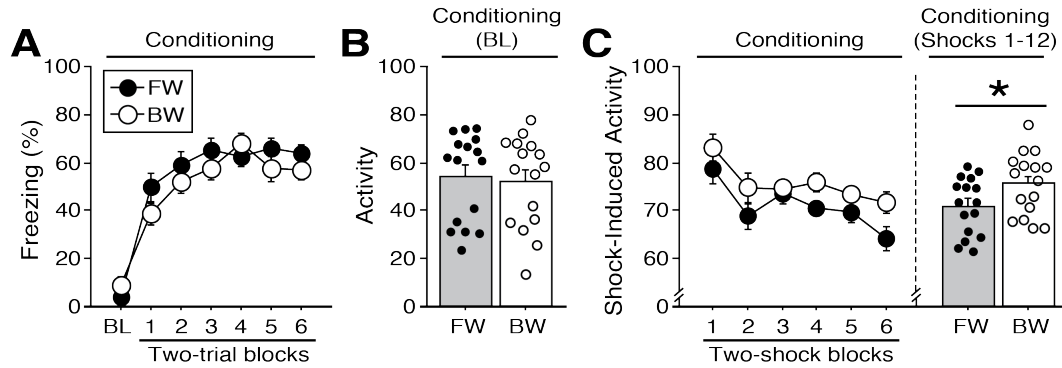 A
Conditioning
Freezing (%)
100
80
60
40
20
0
FW
BW
BL 1 2 3 4 5 6
Two-trial blocks
B
Conditioning
(BL)
Activity
100
80
60
40
20
0
FW BW
C
Conditioning
Shock-Induced Activity
100
90
80
70
60
0
1 2 3 4 5 6
Two-shock blocks
Conditioning
(Shocks 1-12)
*
FW BW